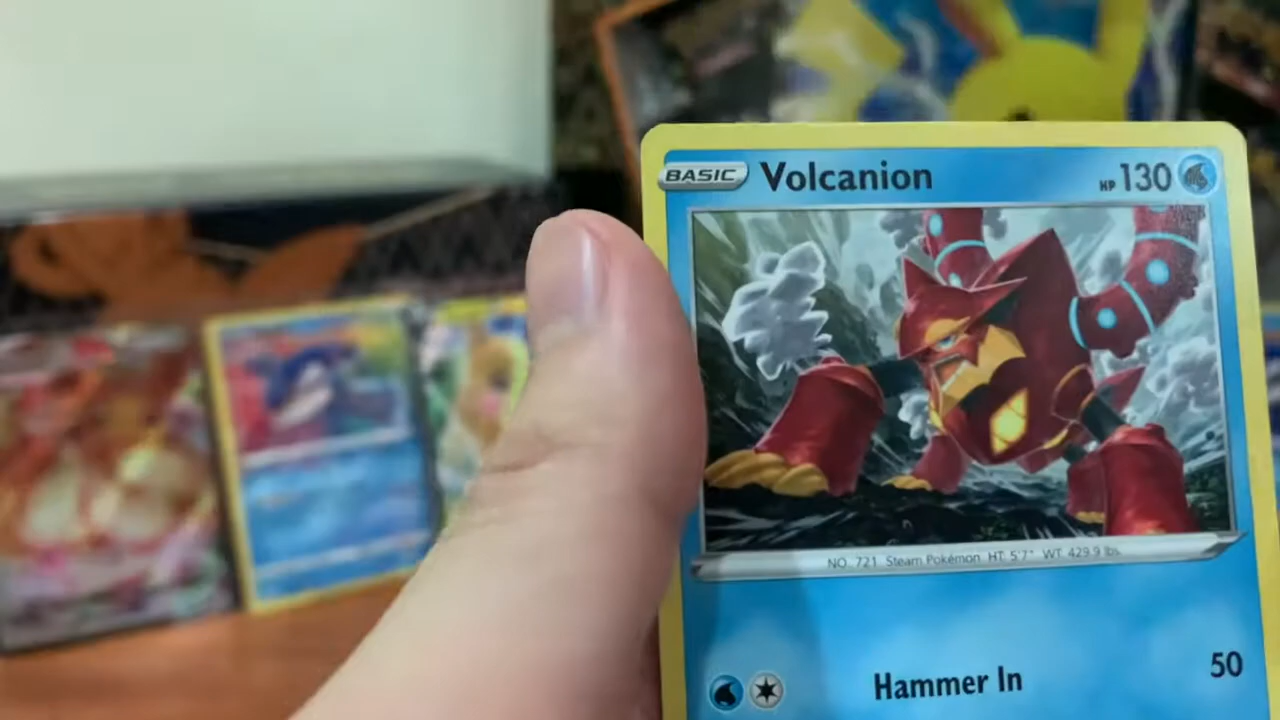 BASIC Volcanion HP 130
NO. 721 Steam Pokémon HT: 5'7" WT: 429.9 lbs.
Hammer In 50